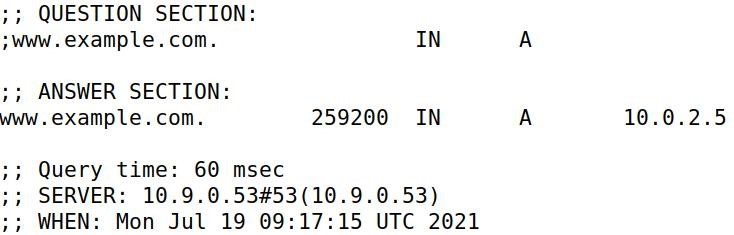 ;; QUESTION SECTION:
;www.example.com. IN A
;; ANSWER SECTION:
www.example.com. 259200 IN A 10.0.2.5
;; Query time: 60 msec
;; SERVER: 10.9.0.53#53(10.9.0.53)
;; WHEN: Mon Jul 19 09:17:15 UTC 2021